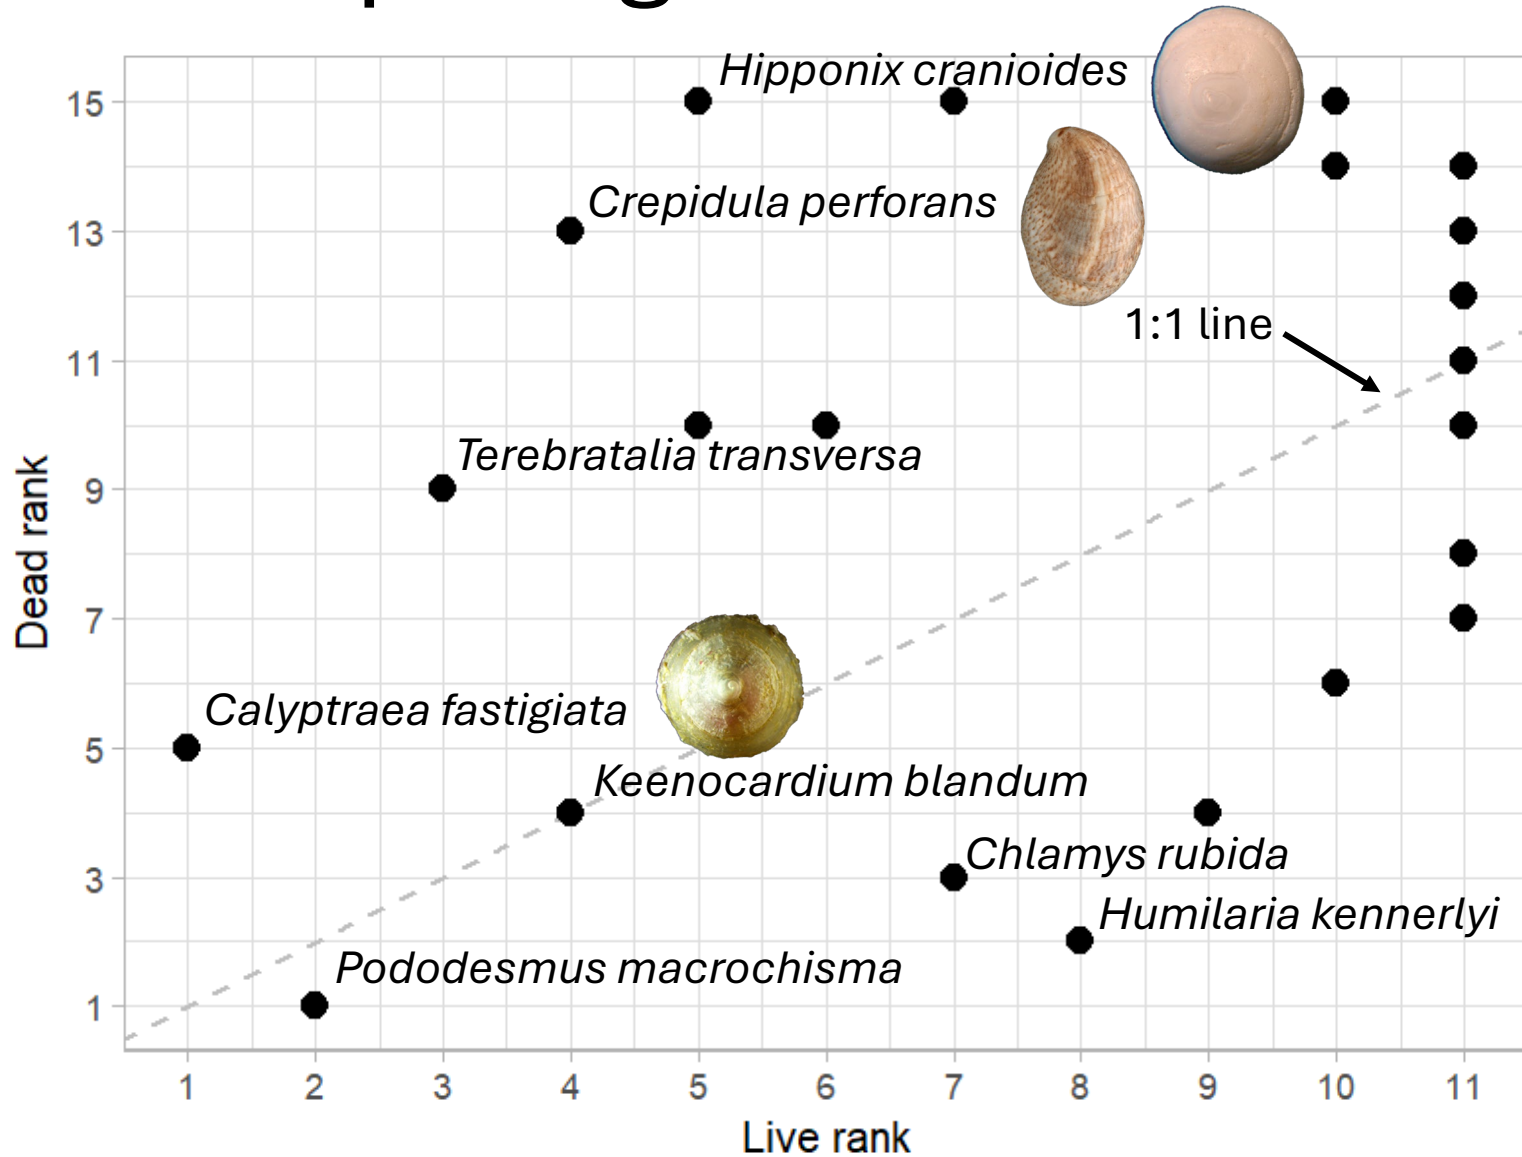 Hipponix cranioides
15
Crepidula perforans
13
1:1 line
11
Terebratalia transversa
9
7
Calyptraea fastigiata
5
Keenocardium blandum
Chlamys rubida
3
Humilaria kennerlyi
Pododesmus macrochisma
1
Dead rank
1 2 3 4 5 6 7 8 9 10 11
Live rank